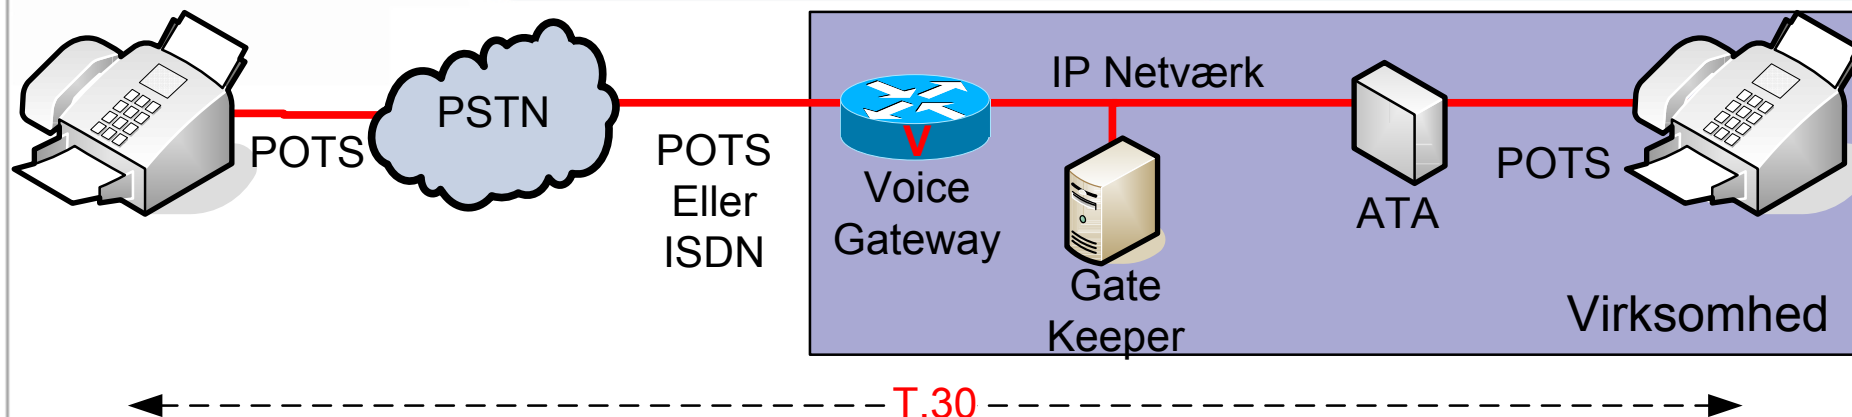 POTS
PSTN
POTS
Eller
ISDN
V
Voice
Gateway
IP Netværk
Gate
Keeper
ATA
POTS
Virksomhed
T.30